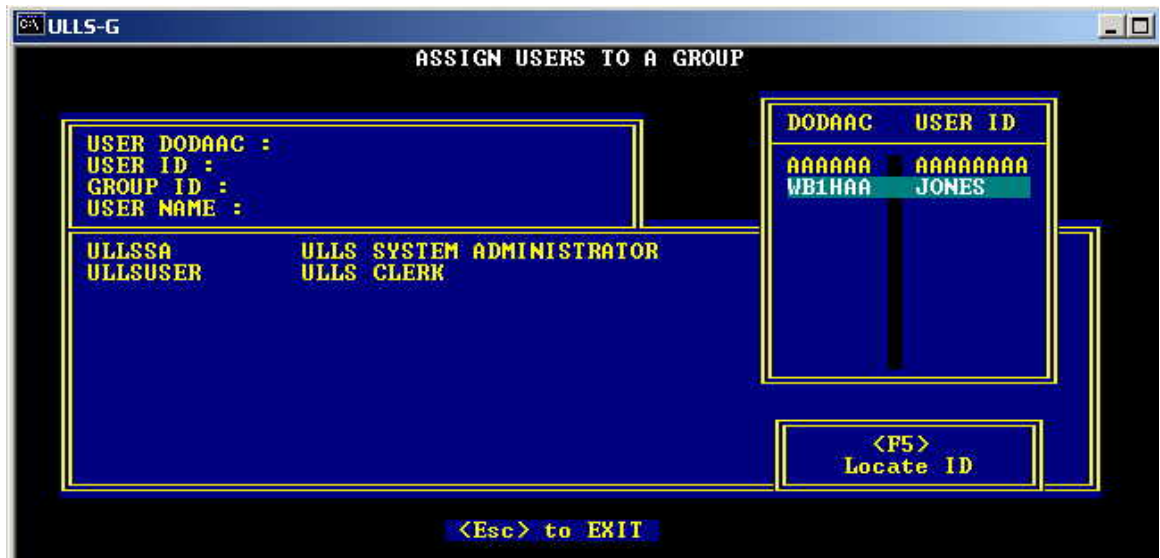 ULLS-G
ASSIGN USERS TO A GROUP
USER DODAAC :
USER ID :
GROUP ID :
USER NAME :
DODAAC USER ID
AAAAAA AAAAAAAA
WB1HAA JONES
ULLSSA ULLS SYSTEM ADMINISTRATOR
ULLSUSER ULLS CLERK
<F5>
Locate ID
<Esc> to EXIT